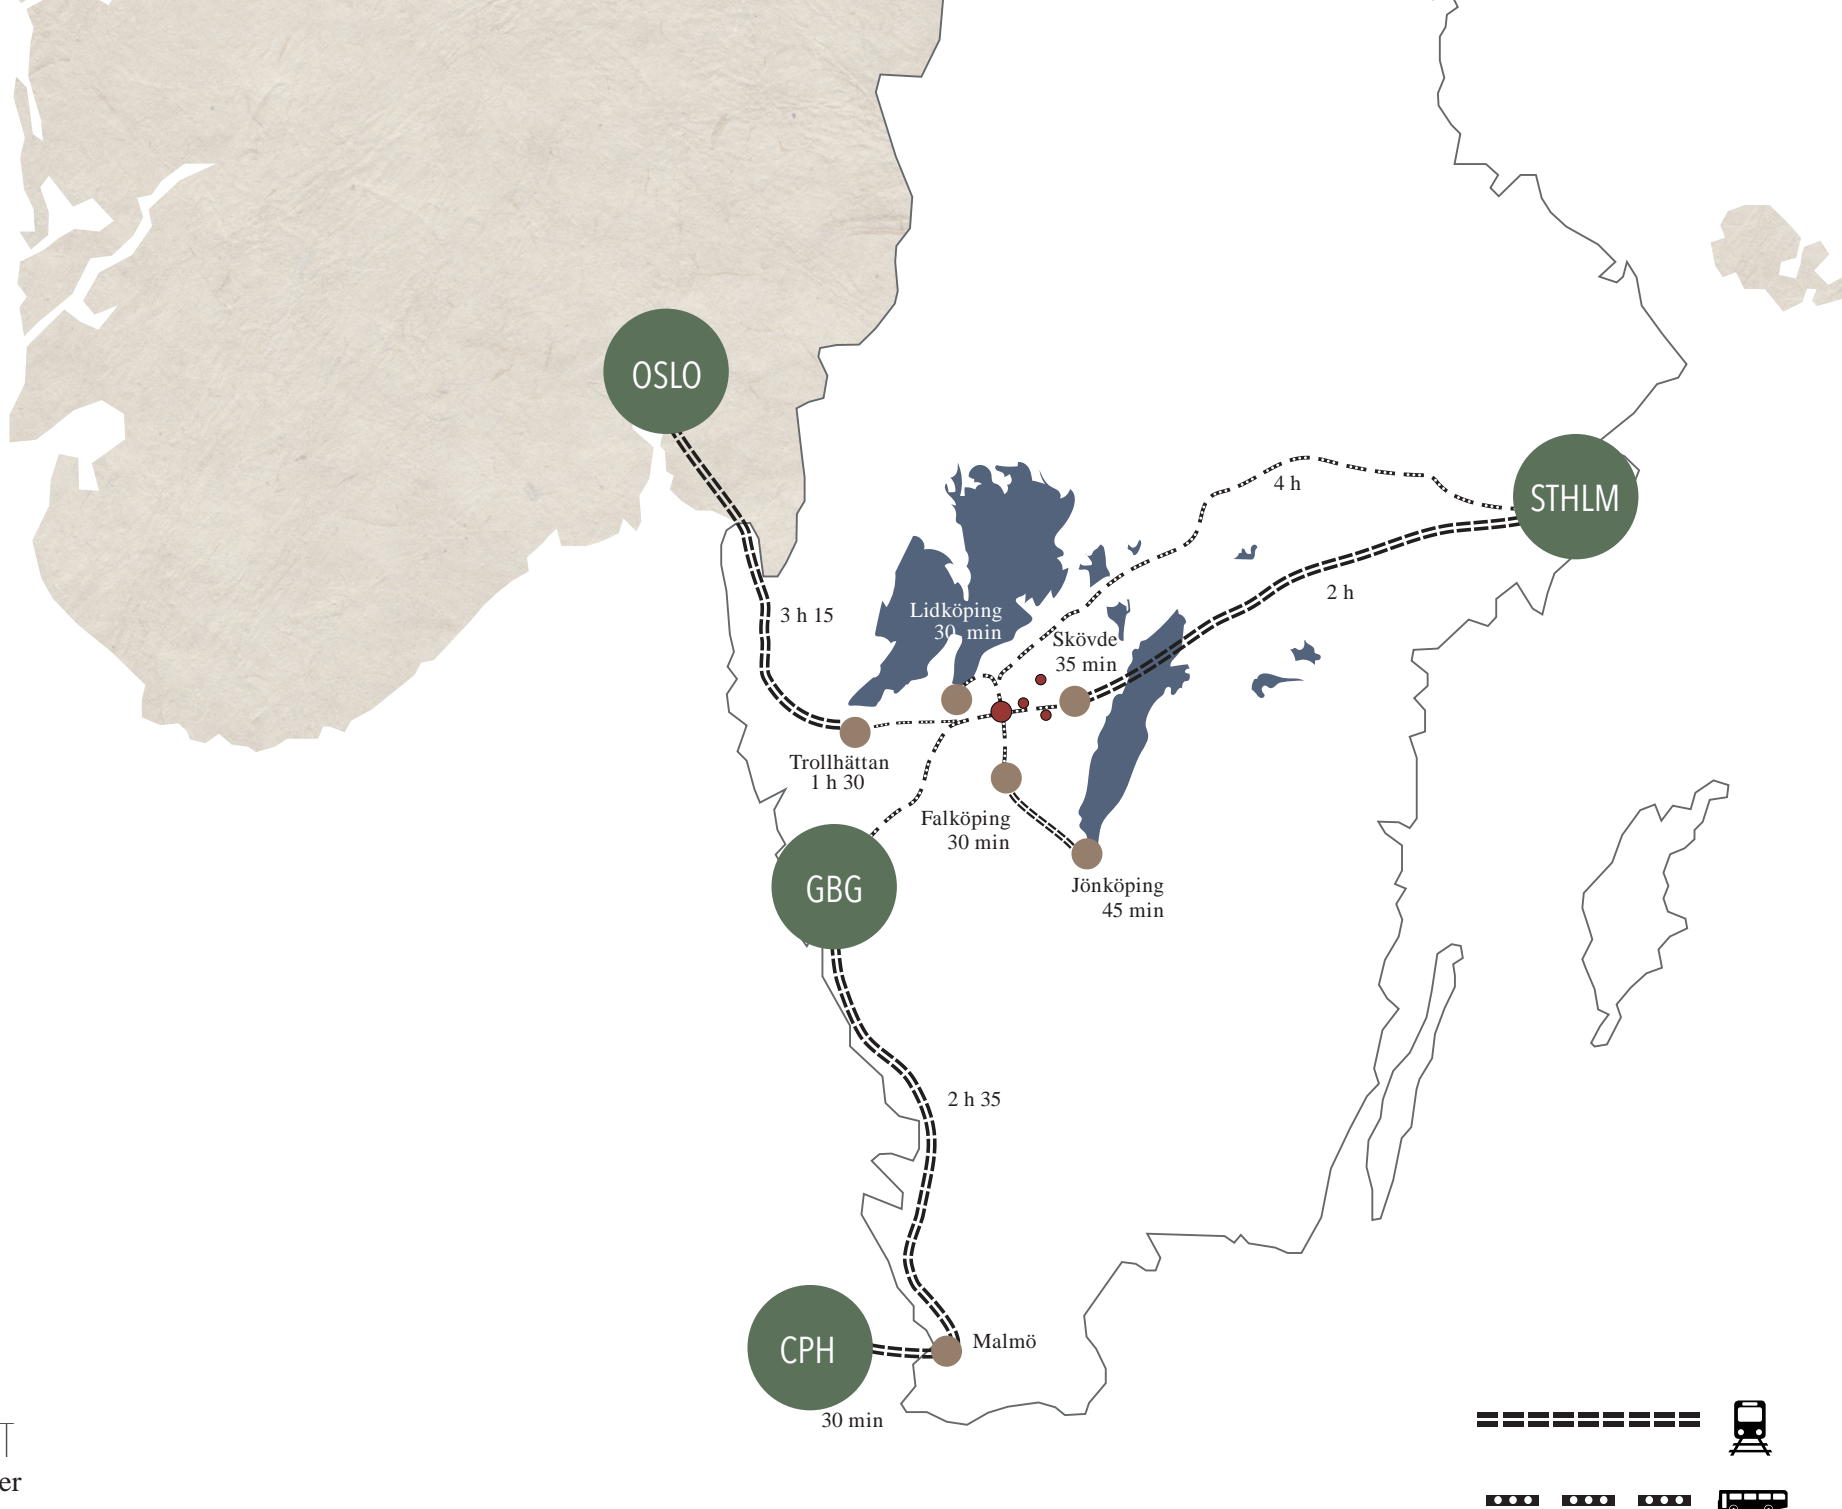 OSLO
STHLM
4 h
2 h
3 h 15
Lidköping
30 min
Skövde
35 min
Trollhättan
1 h 30
Falköping
30 min
GBG
Jönköping
45 min
2 h 35
Malmö
CPH
30 min
er